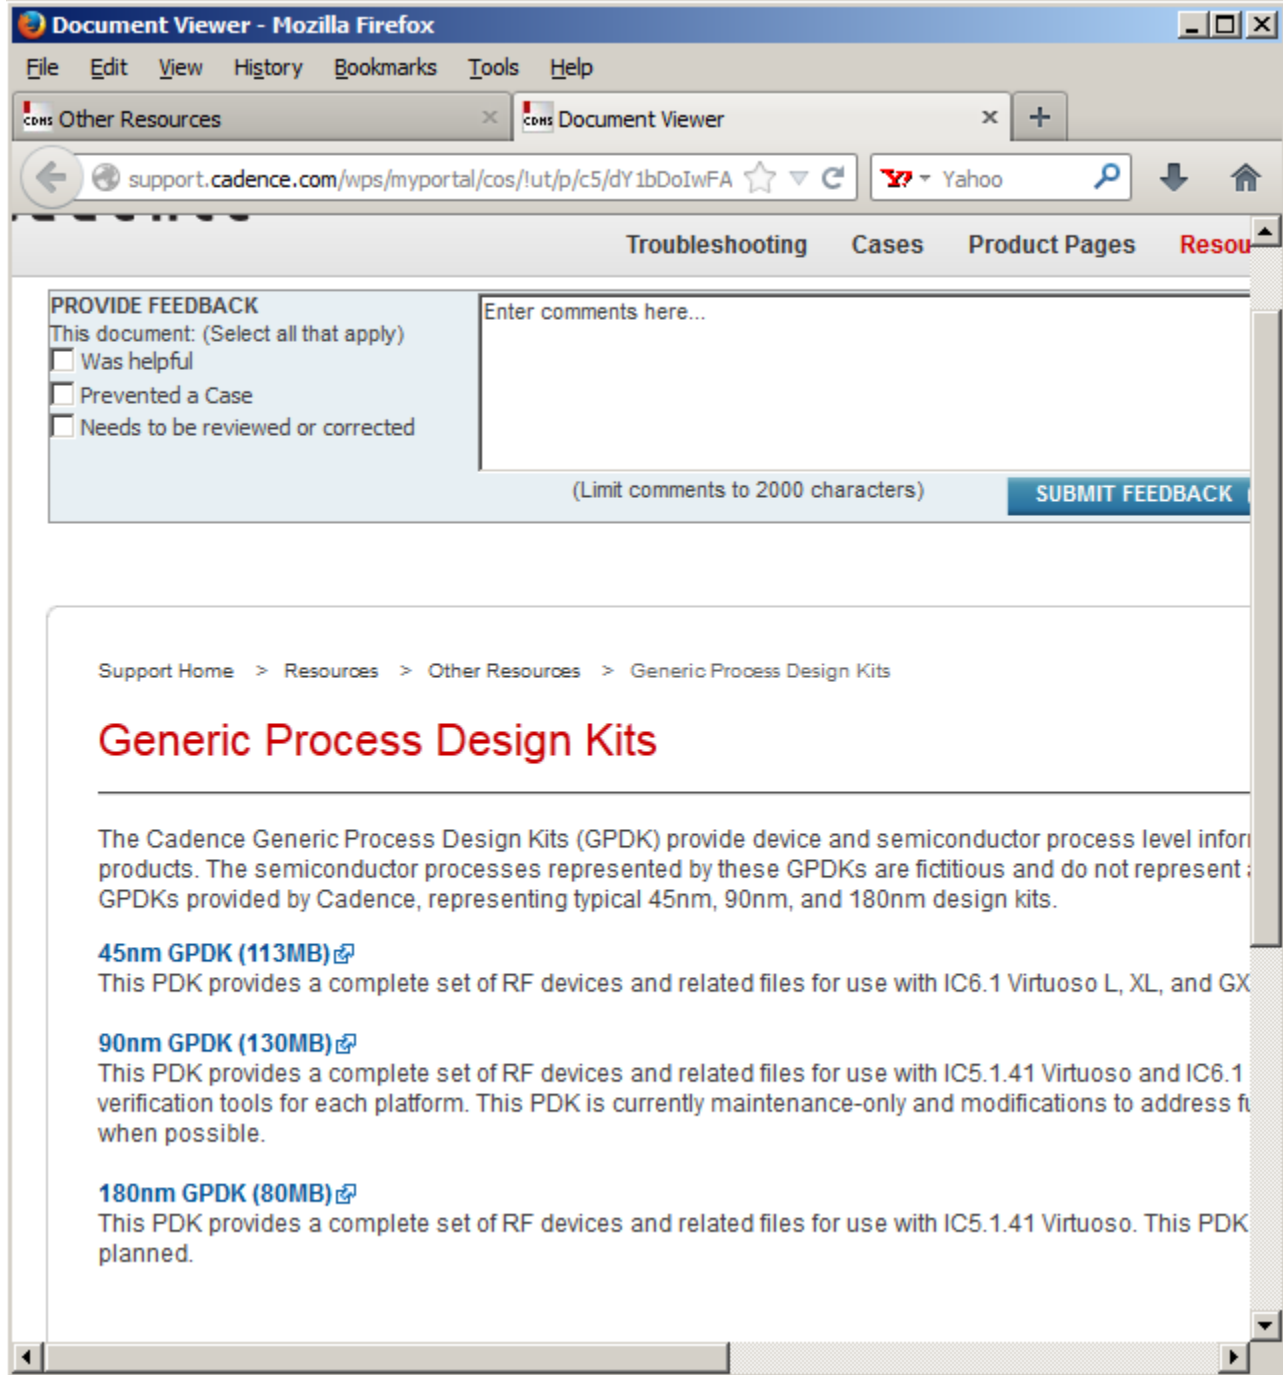 Document Viewer - Mozilla Firefox
File Edit View History Bookmarks Tools Help
CDNS Other Resources CDNS Document Viewer
support.cadence.com/wps/myportal/cos/!ut/p/c5/dY1bDoIwFA Yahoo
Troubleshooting Cases Product Pages Resou
PROVIDE FEEDBACK
This document: (Select all that apply)
Was helpful
Prevented a Case
Needs to be reviewed or corrected
Enter comments here...
(Limit comments to 2000 characters) SUBMIT FEEDBACK
Support Home > Resources > Other Resources > Generic Process Design Kits
Generic Process Design Kits
The Cadence Generic Process Design Kits (GPDK) provide device and semiconductor process level infor
products. The semiconductor processes represented by these GPDKs are fictitious and do not represent
GPDKs provided by Cadence, representing typical 45nm, 90nm, and 180nm design kits.
45nm GPDK (113MB)
This PDK provides a complete set of RF devices and related files for use with IC6.1 Virtuoso L, XL, and GX
90nm GPDK (130MB)
This PDK provides a complete set of RF devices and related files for use with IC5.1.41 Virtuoso and IC6.1
verification tools for each platform. This PDK is currently maintenance-only and modifications to address fu
when possible.
180nm GPDK (80MB)
This PDK provides a complete set of RF devices and related files for use with IC5.1.41 Virtuoso. This PDK
planned.